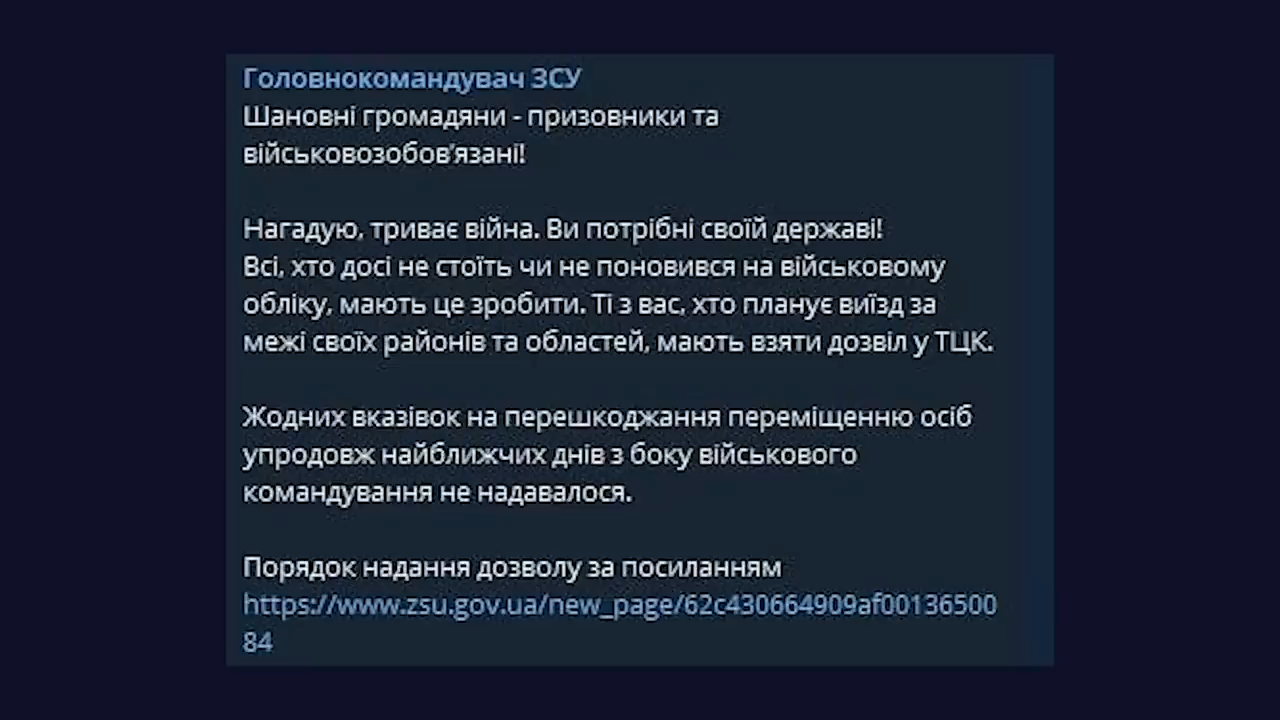 Головнокомандувач ЗСУ
Шановні громадяни - призовники та
військовозобов'язані!
Нагадую, триває війна. Ви потрібні своїй державі!
Всі, хто досі не стоїть чи не поновився на військовому
обліку, мають це зробити. Ті з вас, хто планує виїзд за
межі своїх районів та областей, мають взяти дозвіл у ТЦК.
Жодних вказівок на перешкоджання переміщенню осіб
упродовж найближчих днів з боку військового
командування не надавалося.
Порядок надання дозволу за посиланням
https://www.zsu.gov.ua/new_page/62c430664909af00136500
84